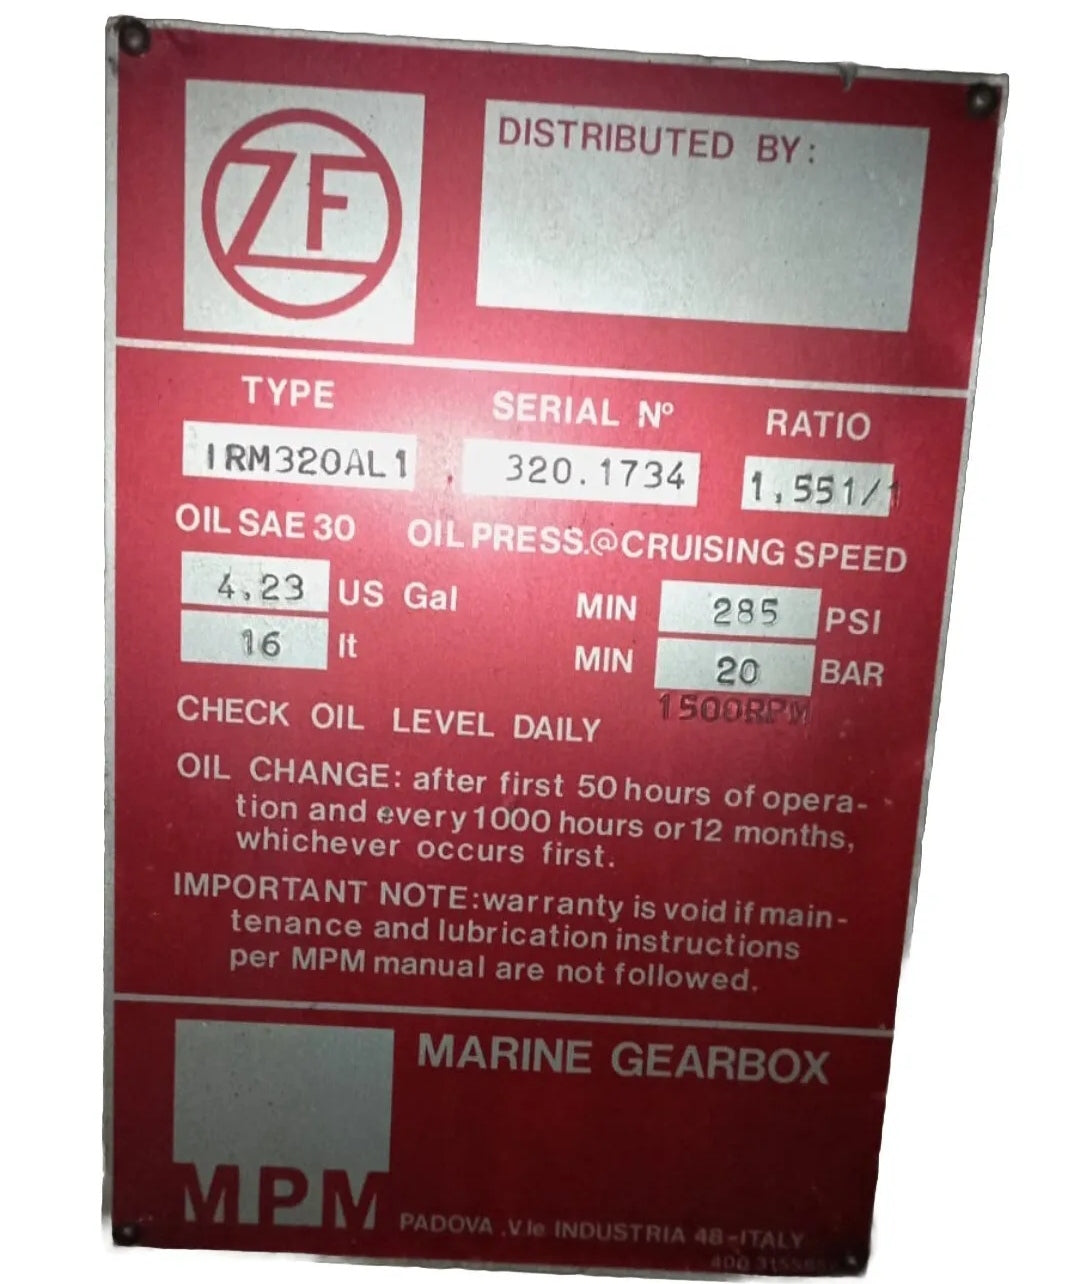 ZF
DISTRIBUTED BY:
TYPE SERIAL Nº RATIO
IRM320AL1 320.1734 1,551/1
OIL SAE 30 OIL PRESS.@CRUISING SPEED
4,23 US Gal MIN 285 PSI
16 lt MIN 20 BAR
1500RPM
CHECK OIL LEVEL DAILY
OIL CHANGE: after first 50 hours of opera-
tion and every 1000 hours or 12 months,
whichever occurs first.
IMPORTANT NOTE: warranty is void if main-
tenance and lubrication instructions
per MPM manual are not followed.
MARINE GEARBOX
MPM
PADOVA .V.le INDUSTRIA 48-ITALY